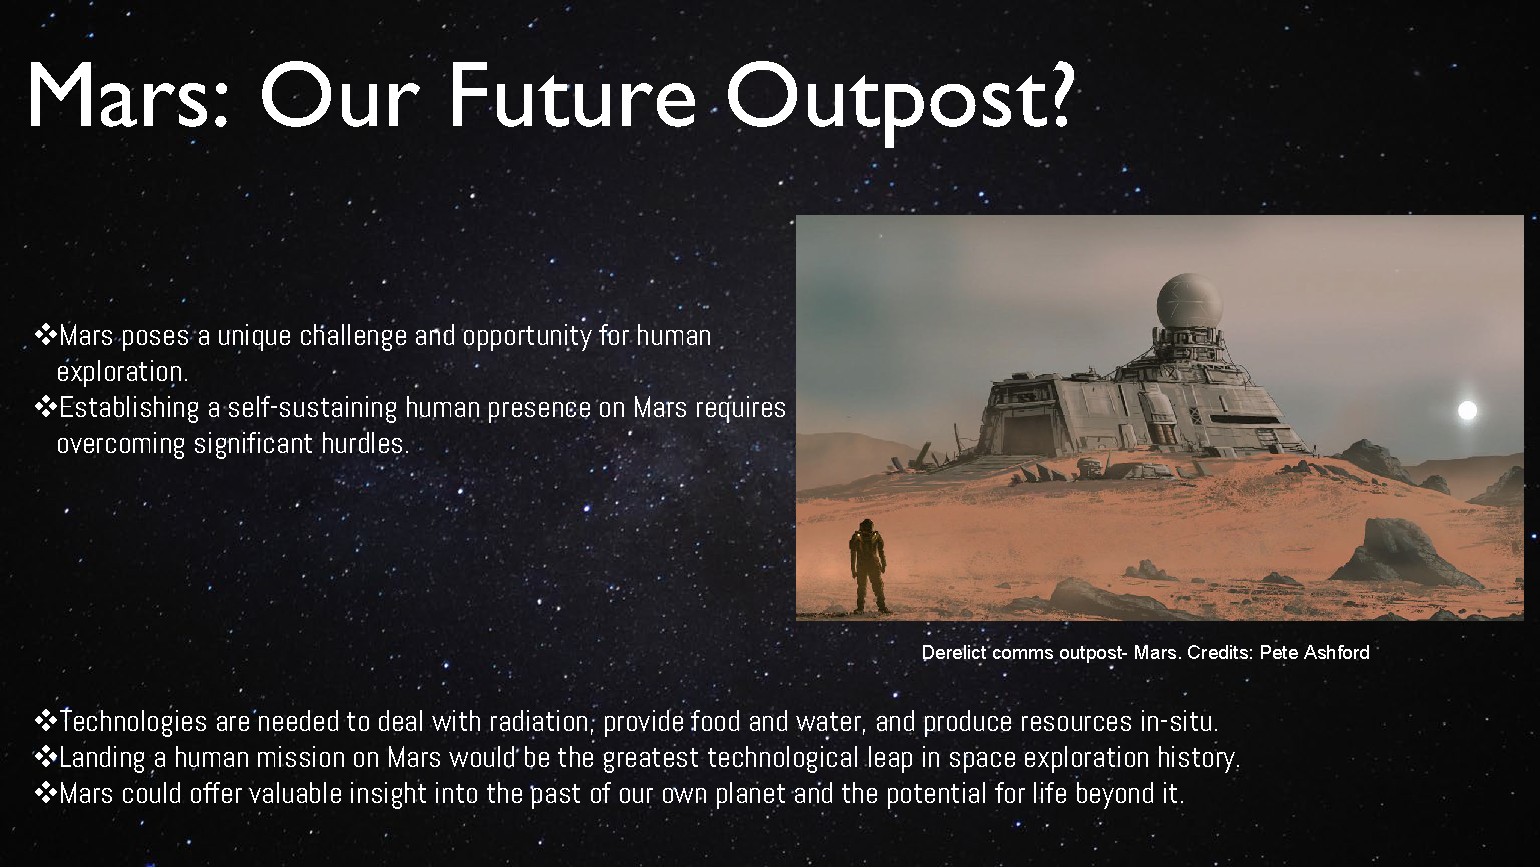 Mars: Our Future Outpost?
❖Mars poses a unique challenge and opportunity for human
exploration.
❖Establishing a self-sustaining human presence on Mars requires
overcoming significant hurdles.
Derelict comms outpost- Mars. Credits: Pete Ashford
❖Technologies are needed to deal with radiation, provide food and water, and produce resources in-situ.
❖Landing a human mission on Mars would be the greatest technological leap in space exploration history.
❖Mars could offer valuable insight into the past of our own planet and the potential for life beyond it.